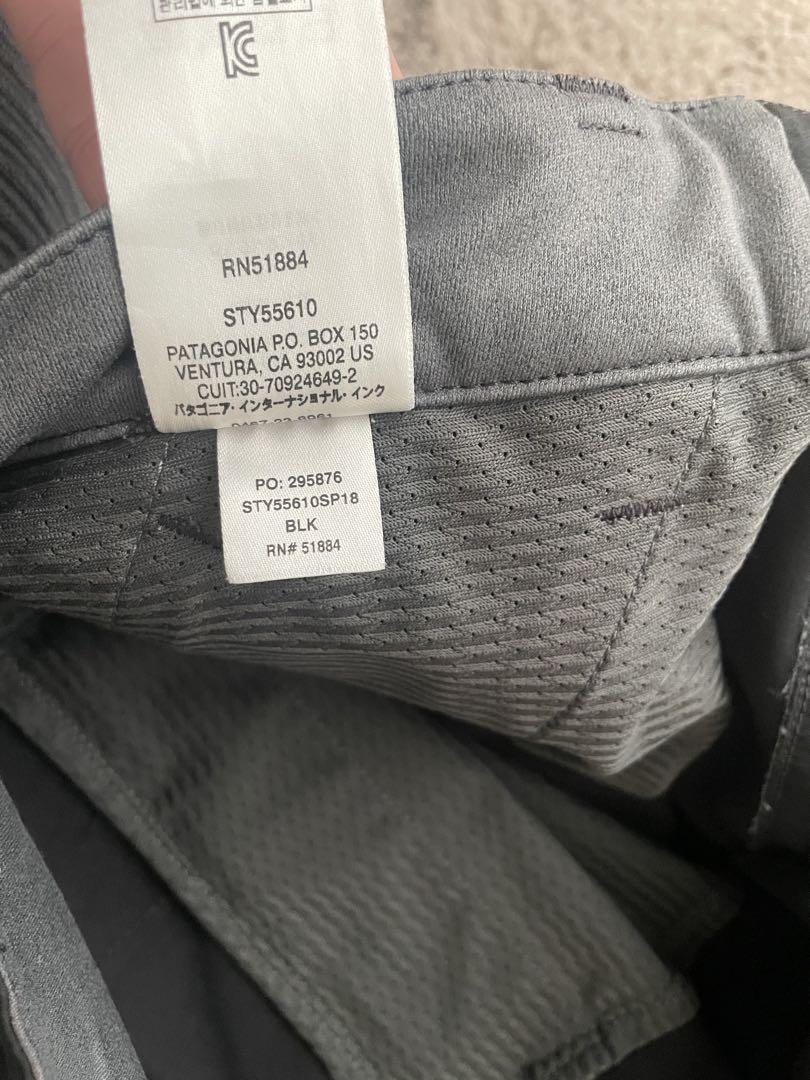 RN51884
STY55610
PATAGONIA P.O. BOX 150
VENTURA, CA 93002 US
CUIT:30-70924649-2
パタゴニア・インターナショナル・インク
PO: 295876
STY55610SP18
BLK
RN# 51884